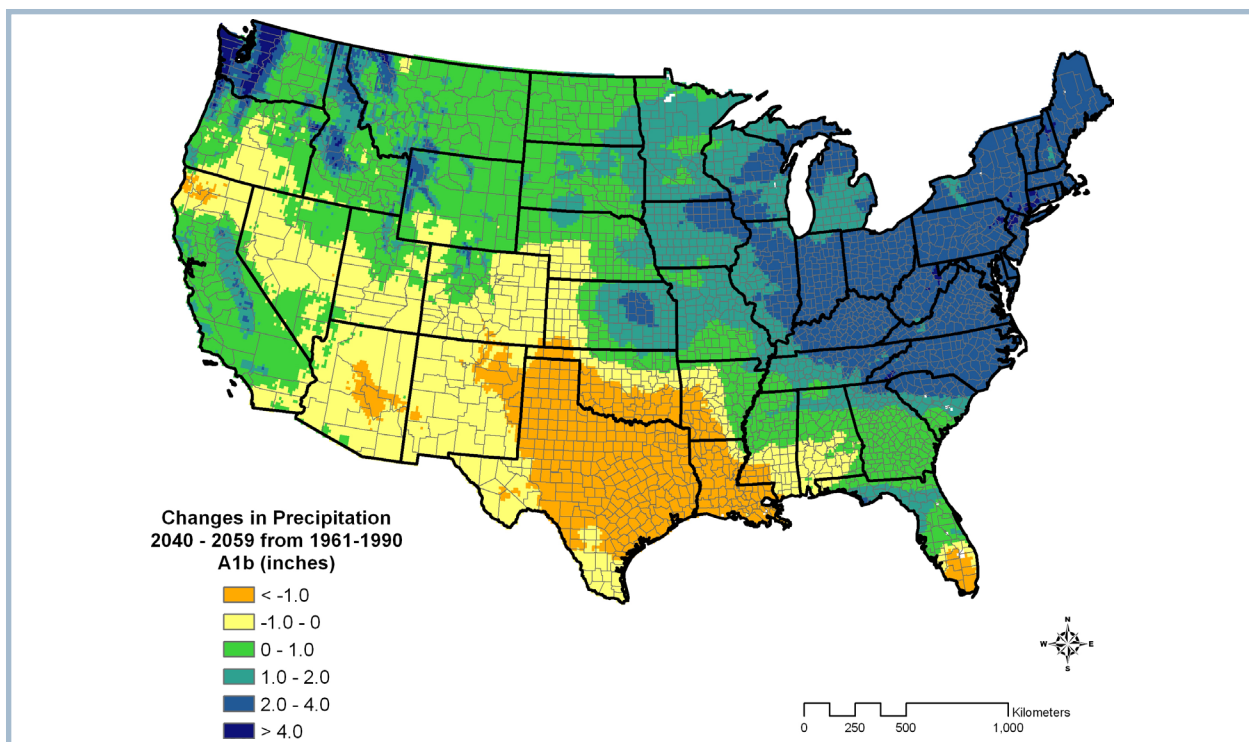 Changes in Precipitation
2040 - 2059 from 1961-1990
A1b (inches)
< -1.0
-1.0 - 0
0 - 1.0
1.0 - 2.0
2.0 - 4.0
> 4.0
N
W E
S
Kilometers
0 250 500 1,000